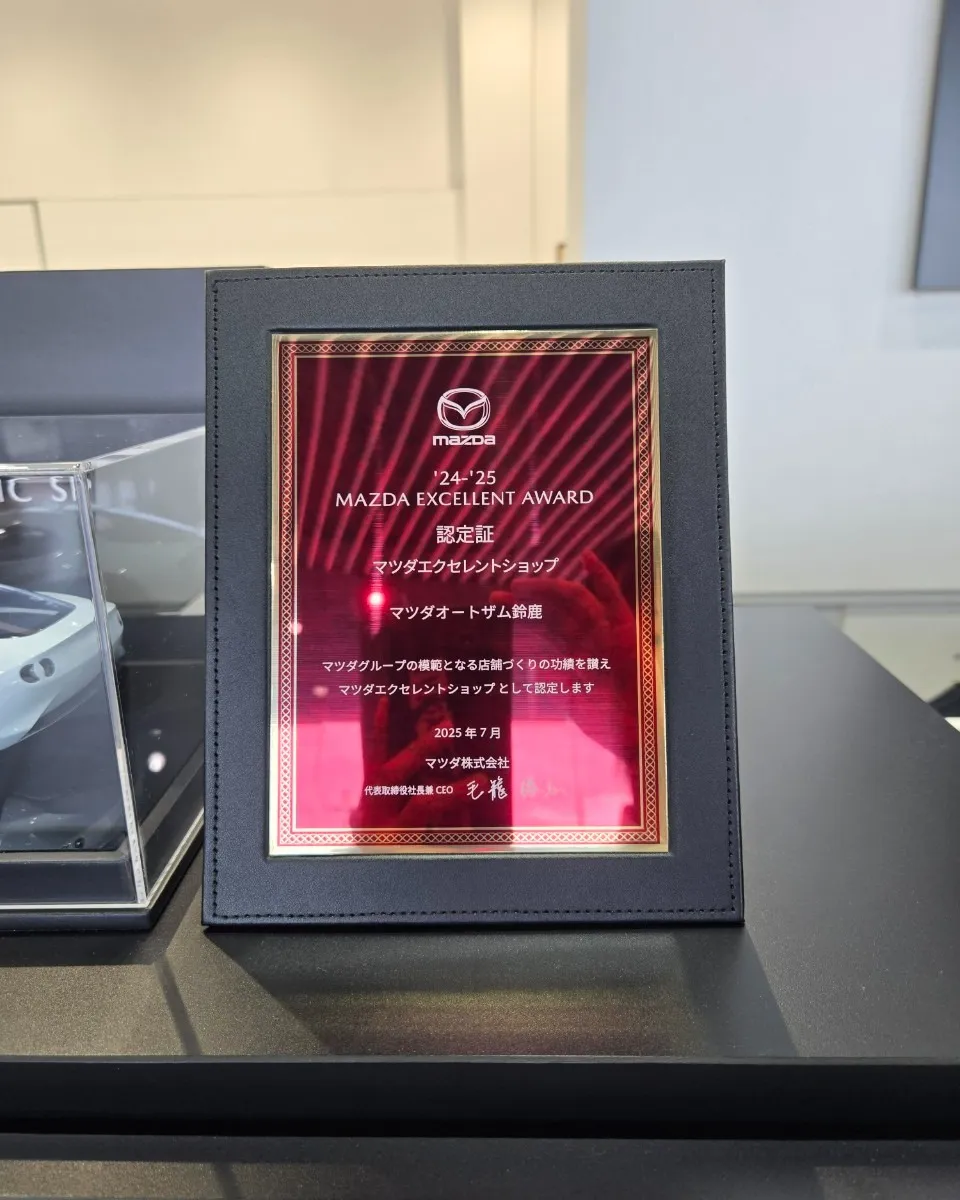 mazda
'24-'25
MAZDA EXCELLENT AWARD
認定証
マツダエクセレントショップ
マツダオートザム鈴鹿
マツダグループの模範となる店舗づくりの功績を讃え
マツダエクセレントショップとして認定します
2025年7月
マツダ株式会社
代表取締役社長兼CEO 毛籠